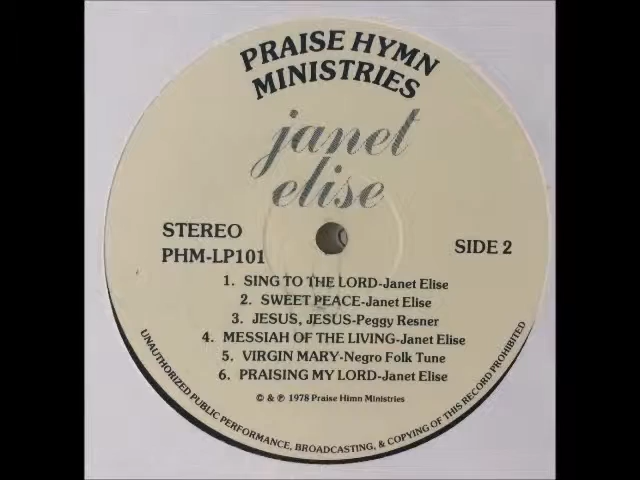 PRAISE HYMN
MINISTRIES
janet
elise
STEREO
PHM-LP101
SIDE 2
1. SING TO THE LORD-Janet Elise
2. SWEET PEACE-Janet Elise
3. JESUS, JESUS-Peggy Resner
4. MESSIAH OF THE LIVING-Janet Elise
5. VIRGIN MARY-Negro Folk Tune
6. PRAISING MY LORD-Janet Elise
© & ℗ 1978 Praise Himn Ministries
UNAUTHORIZED PUBLIC PERFORMANCE, BROADCASTING, & COPYING OF THIS RECORD PROHIBITED